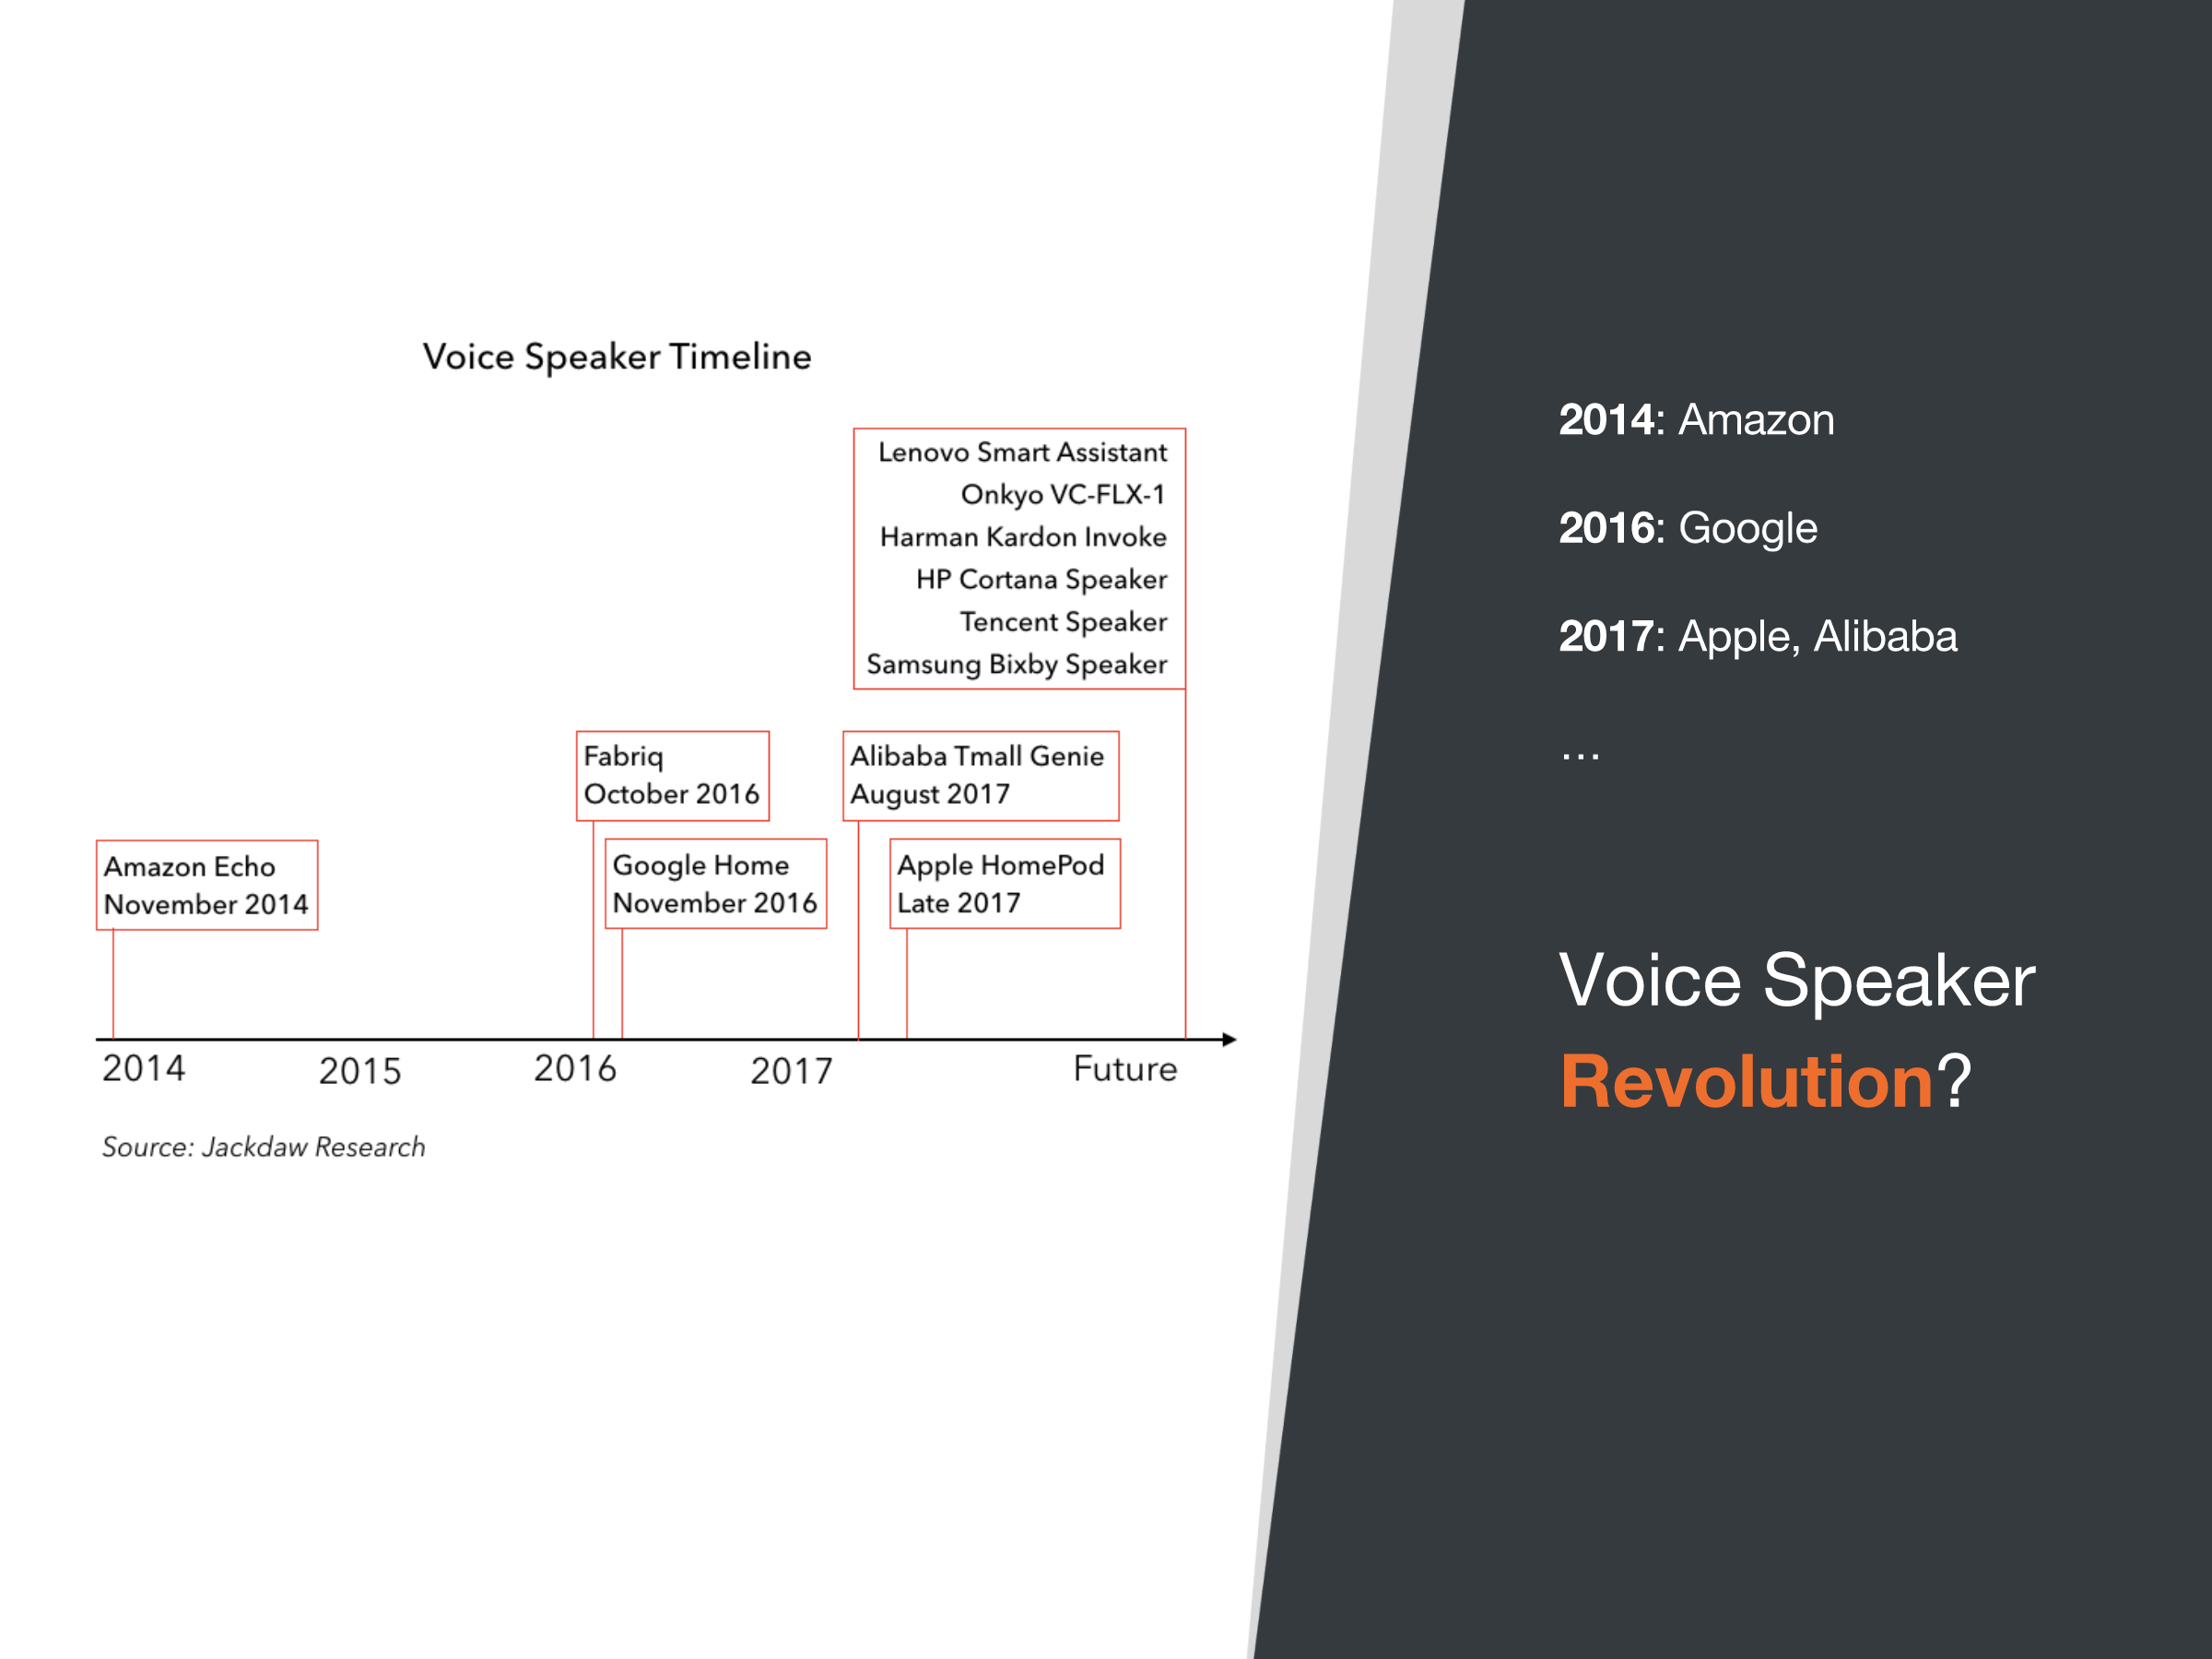 Voice Speaker Timeline
Lenovo Smart Assistant
Onkyo VC-FLX-1
Harman Kardon Invoke
HP Cortana Speaker
Tencent Speaker
Samsung Bixby Speaker
Fabriq
October 2016
Alibaba Tmall Genie
August 2017
Amazon Echo
November 2014
Google Home
November 2016
Apple HomePod
Late 2017
2014
2015
2016
2017
Future
Source: Jackdaw Research
2014: Amazon
2016: Google
2017: Apple, Alibaba
…
Voice Speaker
Revolution?